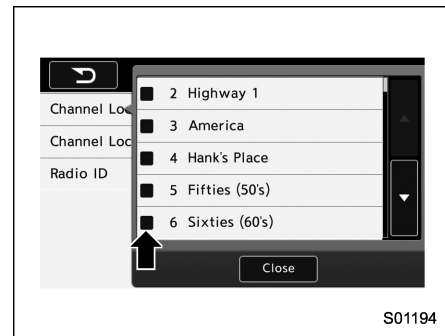 Channel Loc
2 Highway 1
3 America
Channel Loc
4 Hank's Place
Radio ID
5 Fifties (50's)
6 Sixties (60's)
Close
S01194